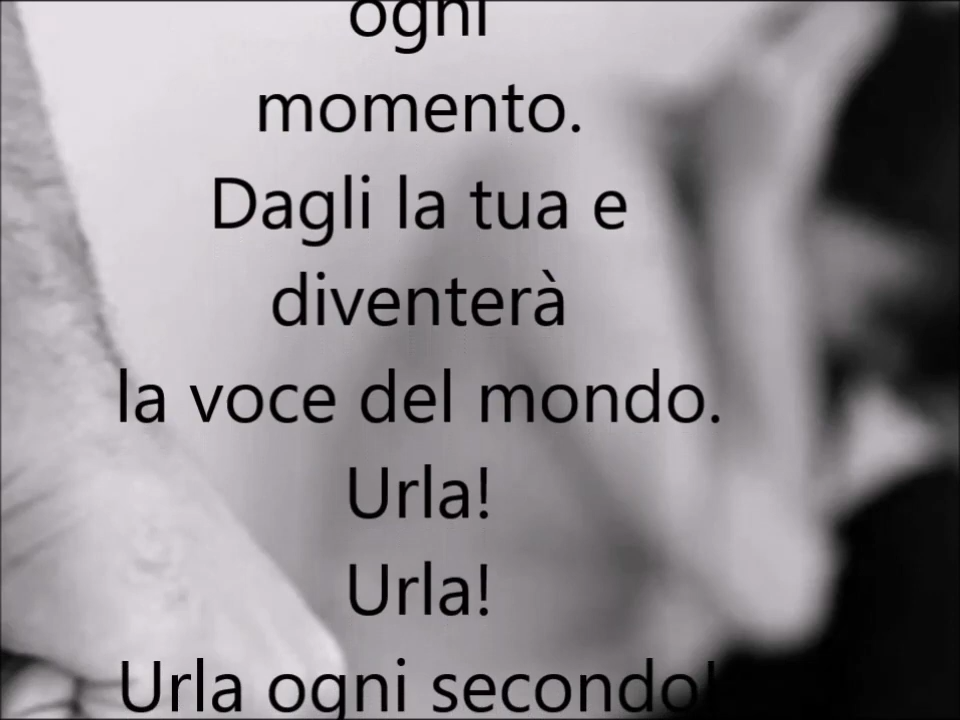 ogni
momento.
Dagli la tua e
diventerà
la voce del mondo.
Urla!
Urla!
Urla ogni secondo!